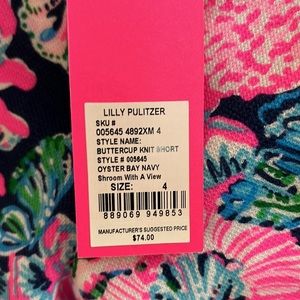 LILLY PULITZER
SKU #
005645 4892XM 4
STYLE NAME:
BUTTERCUP KNIT SHORT
STYLE # 005645
OYSTER BAY NAVY
Shroom With A View
SIZE: 4
889069 949853
MANUFACTURER'S SUGGESTED PRICE
$74.00